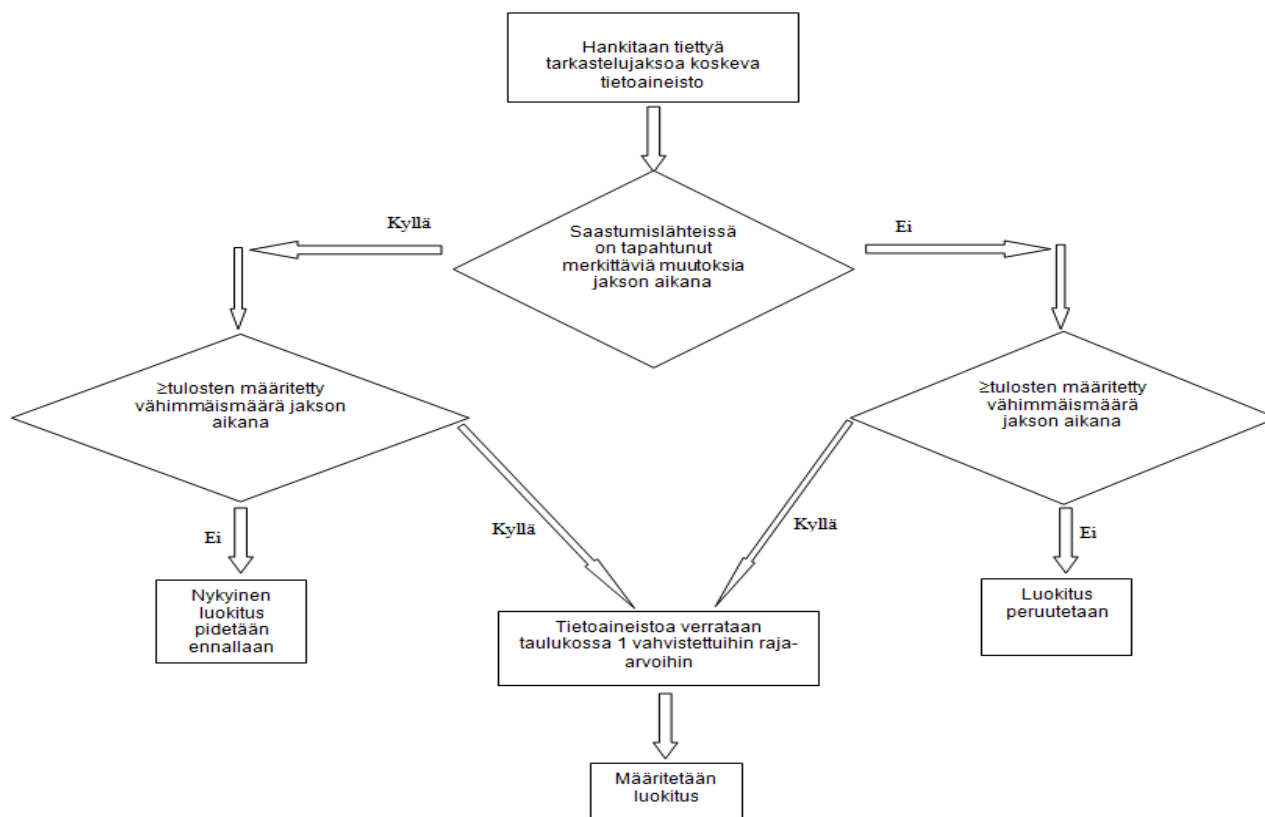 Hankitaan tiettyä
tarkastelujaksoa koskeva
tietoaineisto
Kyllä
Ei
Saastumislähteissä
on tapahtunut
merkittäviä muutoksia
jakson aikana
≥tulosten määritetty
vähimmäismäärä jakson
aikana
≥tulosten määritetty
vähimmäismäärä
jakson aikana
Ei
Kyllä
Kyllä
Ei
Nykyinen
luokitus
pidetään
ennallaan
Tietoaineistoa verrataan
taulukossa 1 vahvistettuihin raja-
arvoihin
Luokitus
peruutetaan
Määritetään
luokitus